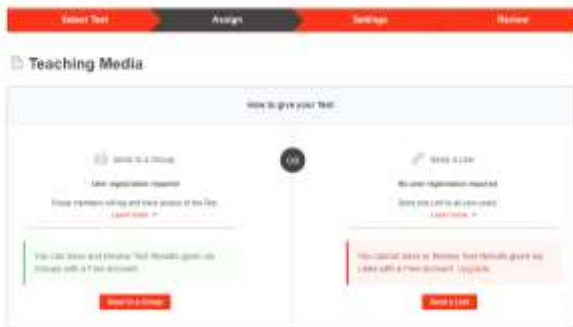 Select Test
Assign
Settings
Review
Teaching Media
How to give your Test
Send to a Group
User registration required
Group members will log and have access to the Test.
Learn more
You can Save and Review Test Results given via
Groups with a Free account.
Send to a Group
OR
Send a Link
No user registration required
Send one Link to all your users.
Learn more
You cannot Save or Review Test Results given via
Links with a Free account. Upgrade
Send a Link